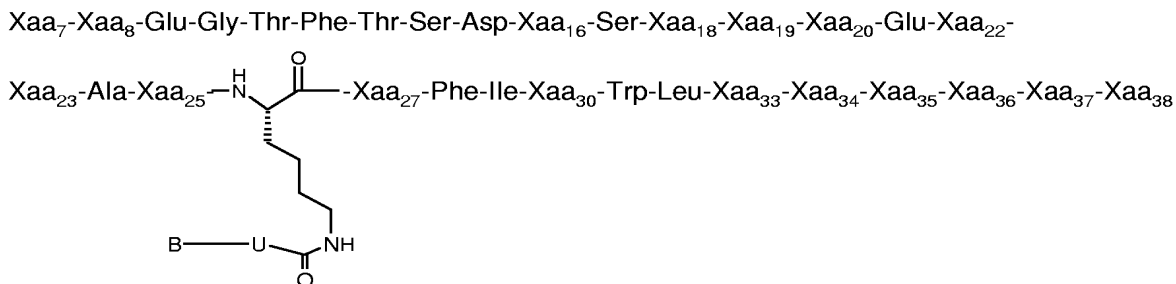 Xaa7-Xaa8-Glu-Gly-Thr-Phe-Thr-Ser-Asp-Xaa16-Ser-Xaa18-Xaa19-Xaa20-Glu-Xaa22-
Xaa23-Ala-Xaa25-N H O -Xaa27-Phe-Ile-Xaa30-Trp-Leu-Xaa33-Xaa34-Xaa35-Xaa36-Xaa37-Xaa38
B U NH
O